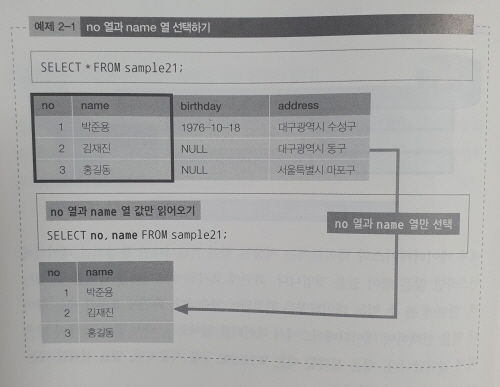 예제 2-1 no 열과 name 열 선택하기
SELECT * FROM sample21;
no name birthday address
1 박준용 1976-10-18 대구광역시 수성구
2 김재진 NULL 대구광역시 동구
3 홍길동 NULL 서울특별시 마포구
no 열과 name 열 값만 읽어오기
no 열과 name 열만 선택
SELECT no, name FROM sample21;
no name
1 박준용
2 김재진
3 홍길동